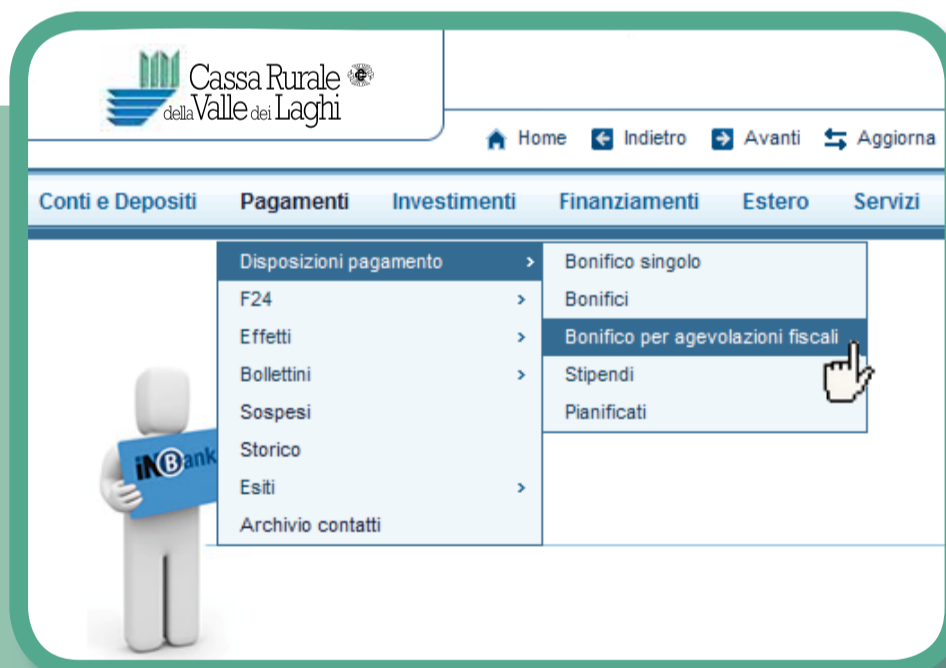 Cassa Rurale
della Valle dei Laghi
Home Indietro Avanti Aggiorna
Conti e Depositi Pagamenti Investimenti Finanziamenti Estero Servizi
Disposizioni pagamento
F24
Effetti
Bollettini
Sospesi
Storico
Esiti
Archivio contatti
Bonifico singolo
Bonifici
Bonifico per agevolazioni fiscali
Stipendi
Pianificati
iNBank